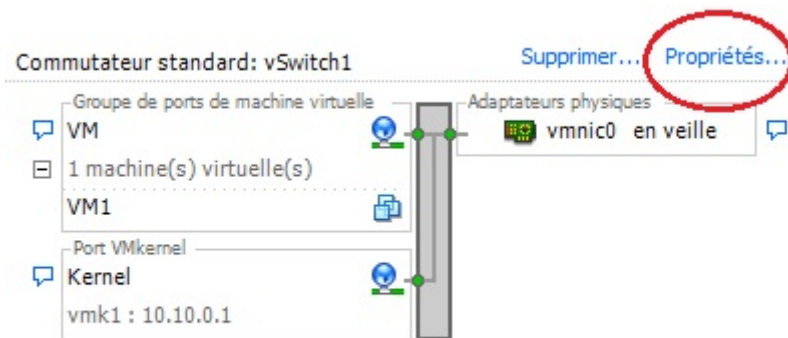 Commutateur standard: vSwitch1 Supprimer... Propriétés...
Groupe de ports de machine virtuelle
VM
1 machine(s) virtuelle(s)
VM1
Port VMkernel
Kernel
vmk1 : 10.10.0.1
Adaptateurs physiques
vmnic0 en veille